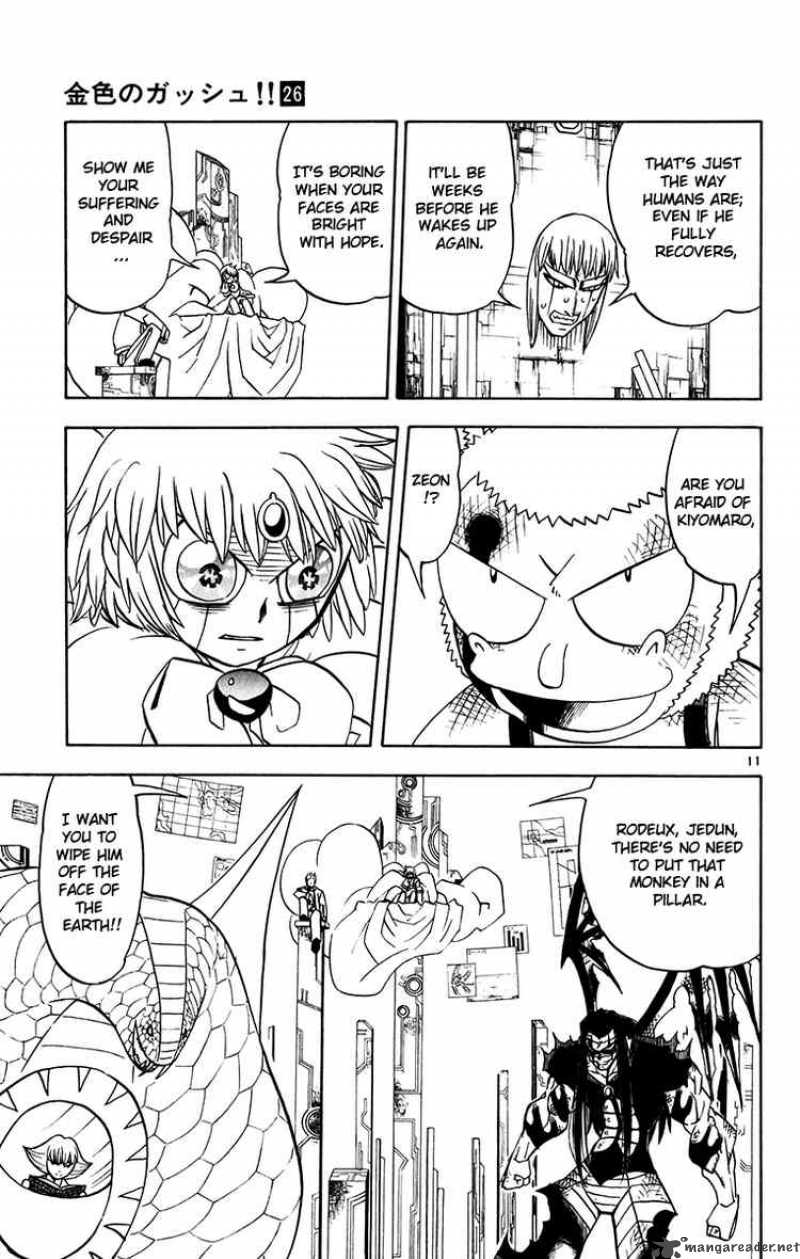 金色のガッシュ!! 26
THAT'S JUST
THE WAY
HUMANS ARE;
EVEN IF HE
FULLY
RECOVERS,
IT'LL BE
WEEKS
BEFORE HE
WAKES UP
AGAIN.
IT'S BORING
WHEN YOUR
FACES ARE
BRIGHT
WITH HOPE.
SHOW ME
YOUR
SUFFERING
AND
DESPAIR
...
ARE YOU
AFRAID OF
KIYOMARO,
ZEON
!?
11
RODEUX, JEDUN,
THERE'S NO NEED
TO PUT THAT
MONKEY IN A
PILLAR.
I WANT
YOU TO
WIPE HIM
OFF THE
FACE OF
THE
EARTH!!
mangareader.net